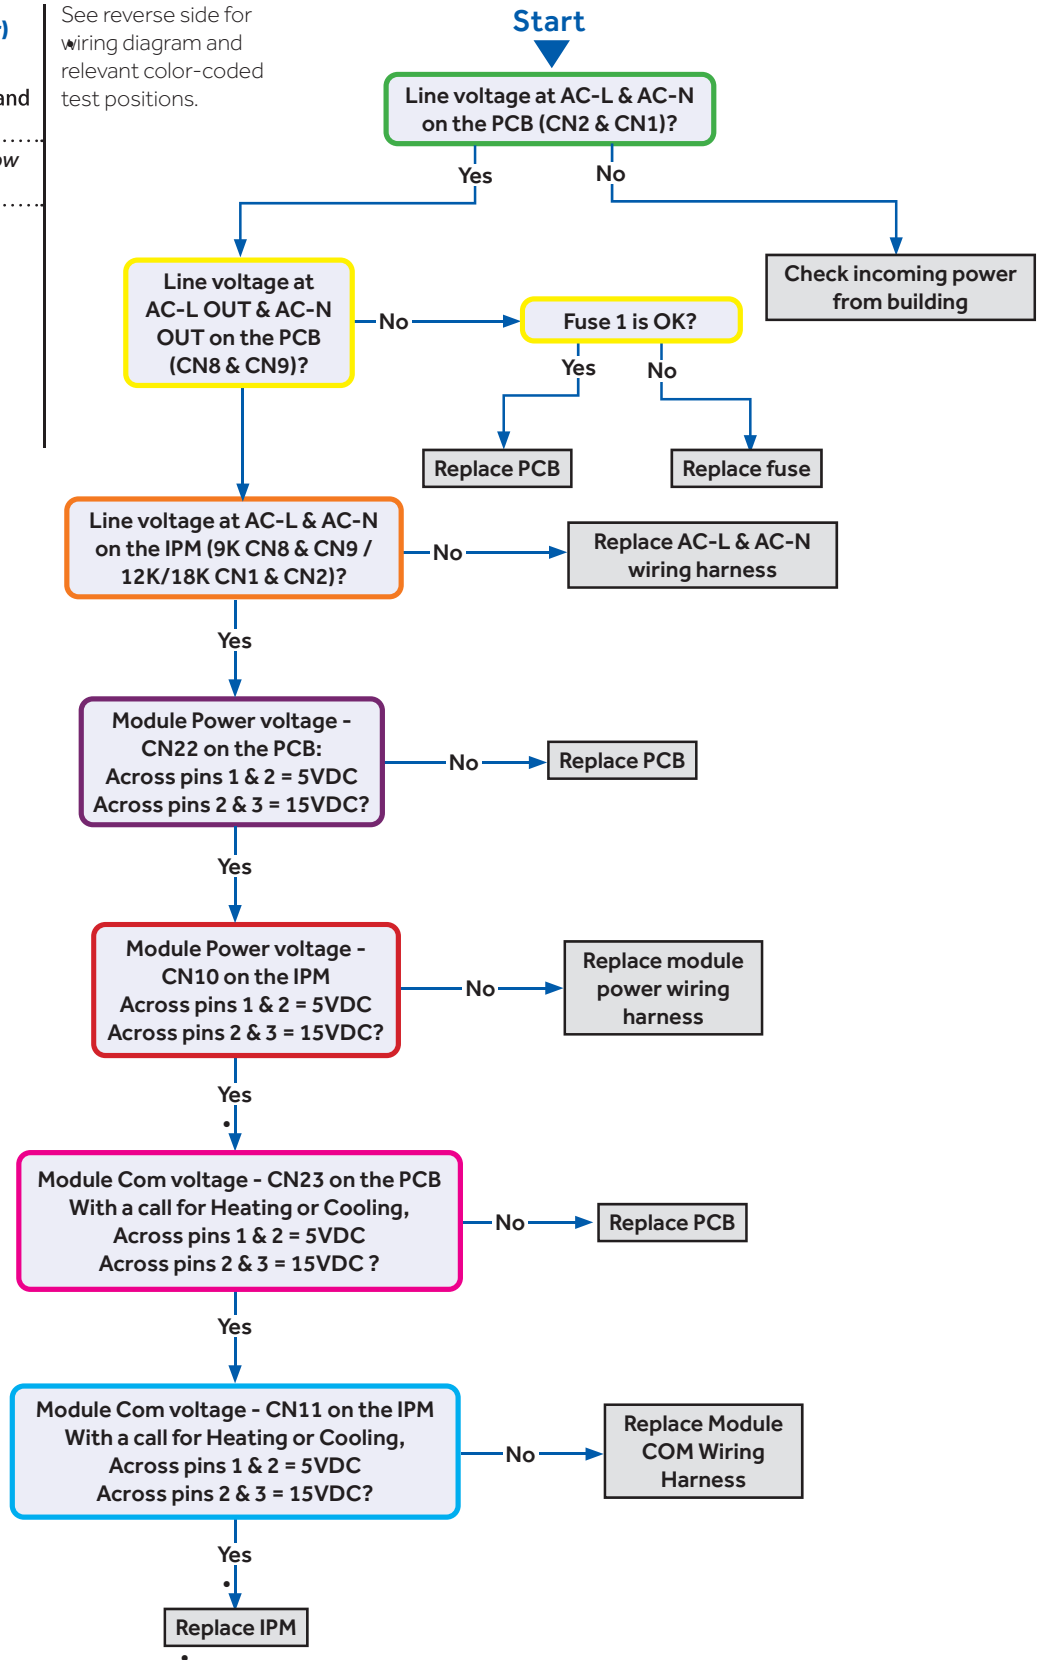 r)
and
ow
See reverse side for
wiring diagram and
relevant color-coded
test positions.
Start
Line voltage at AC-L & AC-N
on the PCB (CN2 & CN1)?
Yes
No
Check incoming power
from building
Line voltage at
AC-L OUT & AC-N
OUT on the PCB
(CN8 & CN9)?
No
Fuse 1 is OK?
Yes
No
Replace PCB
Replace fuse
Line voltage at AC-L & AC-N
on the IPM (9K CN8 & CN9 /
12K/18K CN1 & CN2)?
No
Replace AC-L & AC-N
wiring harness
Yes
Module Power voltage -
CN22 on the PCB:
Across pins 1 & 2 = 5VDC
Across pins 2 & 3 = 15VDC?
No
Replace PCB
Yes
Module Power voltage -
CN10 on the IPM
Across pins 1 & 2 = 5VDC
Across pins 2 & 3 = 15VDC?
No
Replace module
power wiring
harness
Yes
Module Com voltage - CN23 on the PCB
With a call for Heating or Cooling,
Across pins 1 & 2 = 5VDC
Across pins 2 & 3 = 15VDC ?
No
Replace PCB
Yes
Module Com voltage - CN11 on the IPM
With a call for Heating or Cooling,
Across pins 1 & 2 = 5VDC
Across pins 2 & 3 = 15VDC?
No
Replace Module
COM Wiring
Harness
Yes
Replace IPM